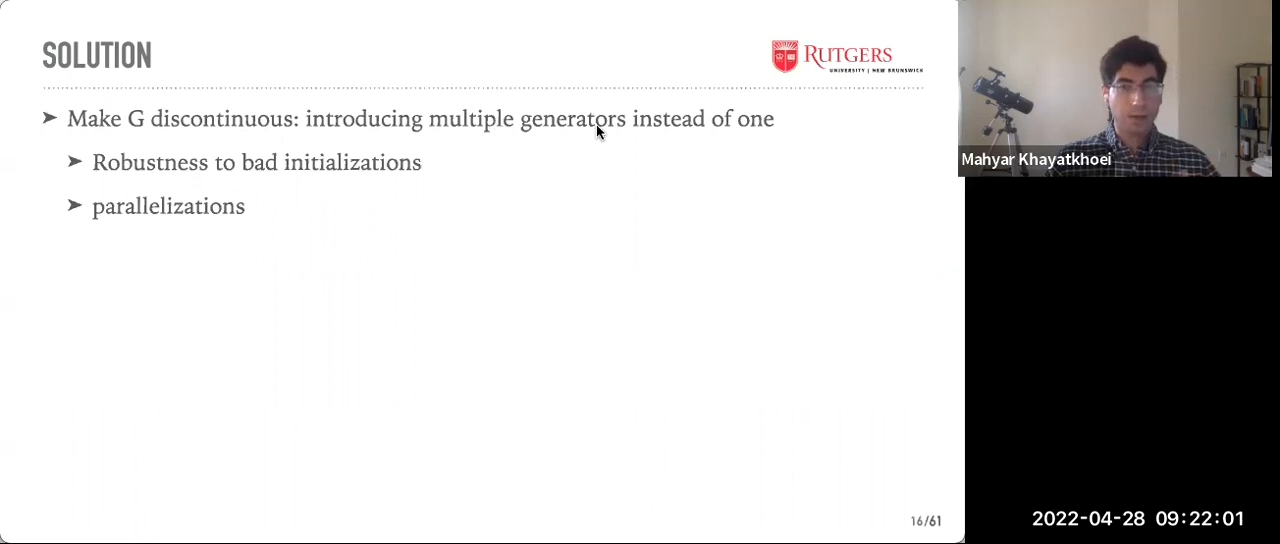 SOLUTION
RUTGERS
UNIVERSITY | NEW BRUNSWICK
➤ Make G discontinuous: introducing multiple generators instead of one
➤ Robustness to bad initializations
➤ parallelizations
16/61
Mahyar Khayatkhoei
2022-04-28 09:22:01